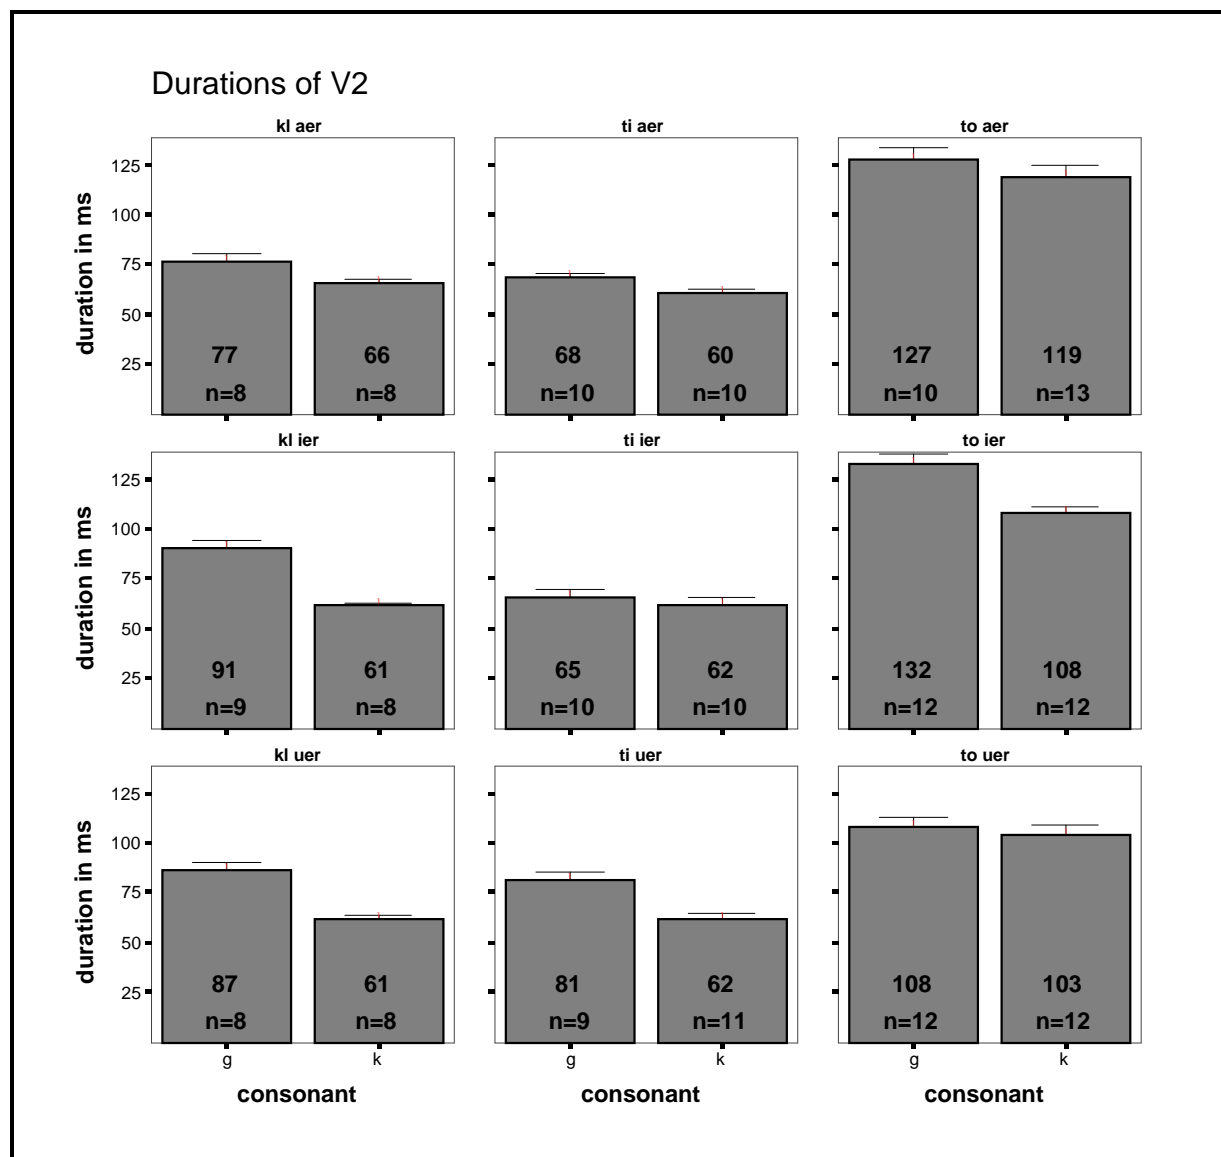 Durations of V2
kl aer
ti aer
to aer
duration in ms
125
100
75
50
25
77
n=8
66
n=8
68
n=10
60
n=10
127
n=10
119
n=13
kl ier
ti ier
to ier
duration in ms
125
100
75
50
25
91
n=9
61
n=8
65
n=10
62
n=10
132
n=12
108
n=12
kl uer
ti uer
to uer
duration in ms
125
100
75
50
25
87
n=8
61
n=8
81
n=9
62
n=11
108
n=12
103
n=12
g
k
g
k
g
k
consonant
consonant
consonant